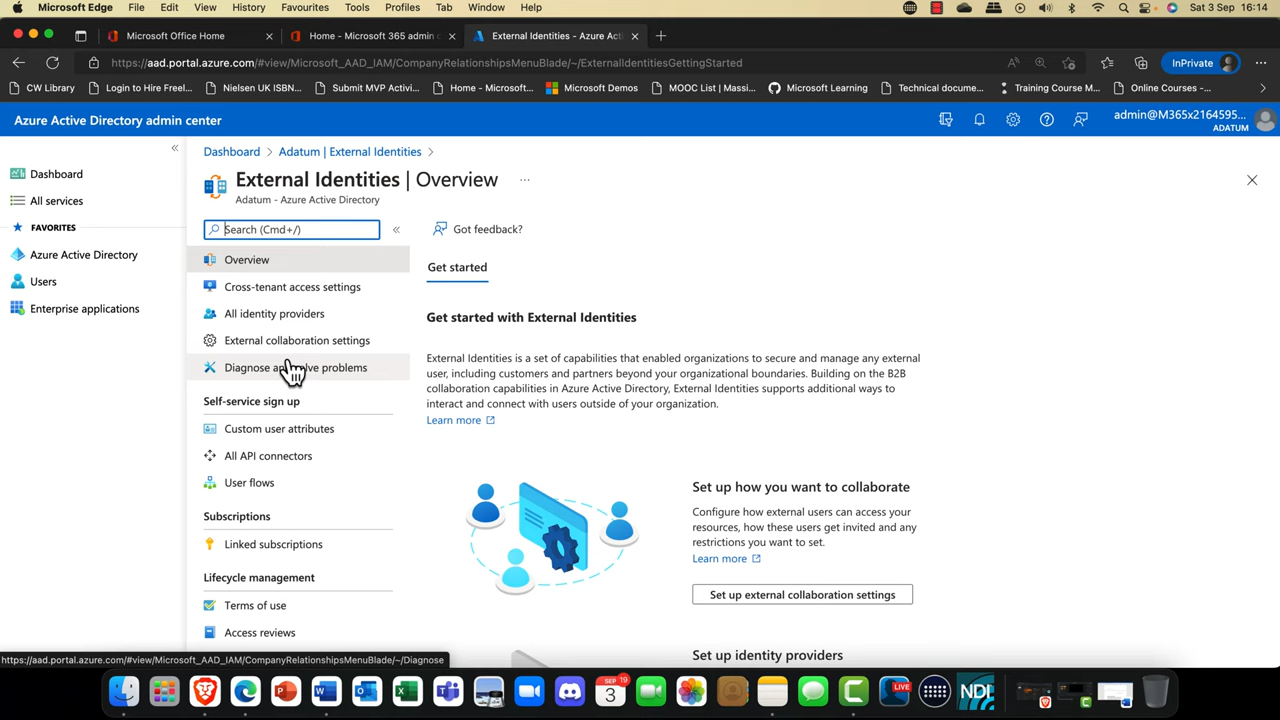 Microsoft Edge File Edit View History Favourites Tools Profiles Tab Window Help Sat 3 Sep 16:14
Microsoft Office Home Home - Microsoft 365 admin c External Identities - Azure Acti
https://aad.portal.azure.com/#view/Microsoft_AAD_IAM/CompanyRelationshipsMenuBlade/~/ExternalIdentitiesGettingStarted InPrivate
CW Library Login to Hire Freel... Nielsen UK ISBN... Submit MVP Activi... Home - Microsoft... Microsoft Demos MOOC List | Massi... Microsoft Learning Technical docume... Training Course M... Online Courses -...
Azure Active Directory admin center
admin@M365x2164595...
ADATUM
Dashboard
All services
FAVORITES
Azure Active Directory
Users
Enterprise applications
Dashboard > Adatum | External Identities >
External Identities | Overview ...
Adatum - Azure Active Directory
Search (Cmd+/)
Overview
Cross-tenant access settings
All identity providers
External collaboration settings
Diagnose and solve problems
Self-service sign up
Custom user attributes
All API connectors
User flows
Subscriptions
Linked subscriptions
Lifecycle management
Terms of use
Access reviews
Got feedback?
Get started
Get started with External Identities
External Identities is a set of capabilities that enabled organizations to secure and manage any external
user, including customers and partners beyond your organizational boundaries. Building on the B2B
collaboration capabilities in Azure Active Directory, External Identities supports additional ways to
interact and connect with users outside of your organization.
Learn more
Set up how you want to collaborate
Configure how external users can access your
resources, how these users get invited and any
restrictions you want to set.
Learn more
Set up external collaboration settings
Set up identity providers
https://aad.portal.azure.com/#view/Microsoft_AAD_IAM/CompanyRelationshipsMenuBlade/~/Diagnose
SEP 19
3
LIVE
NDI